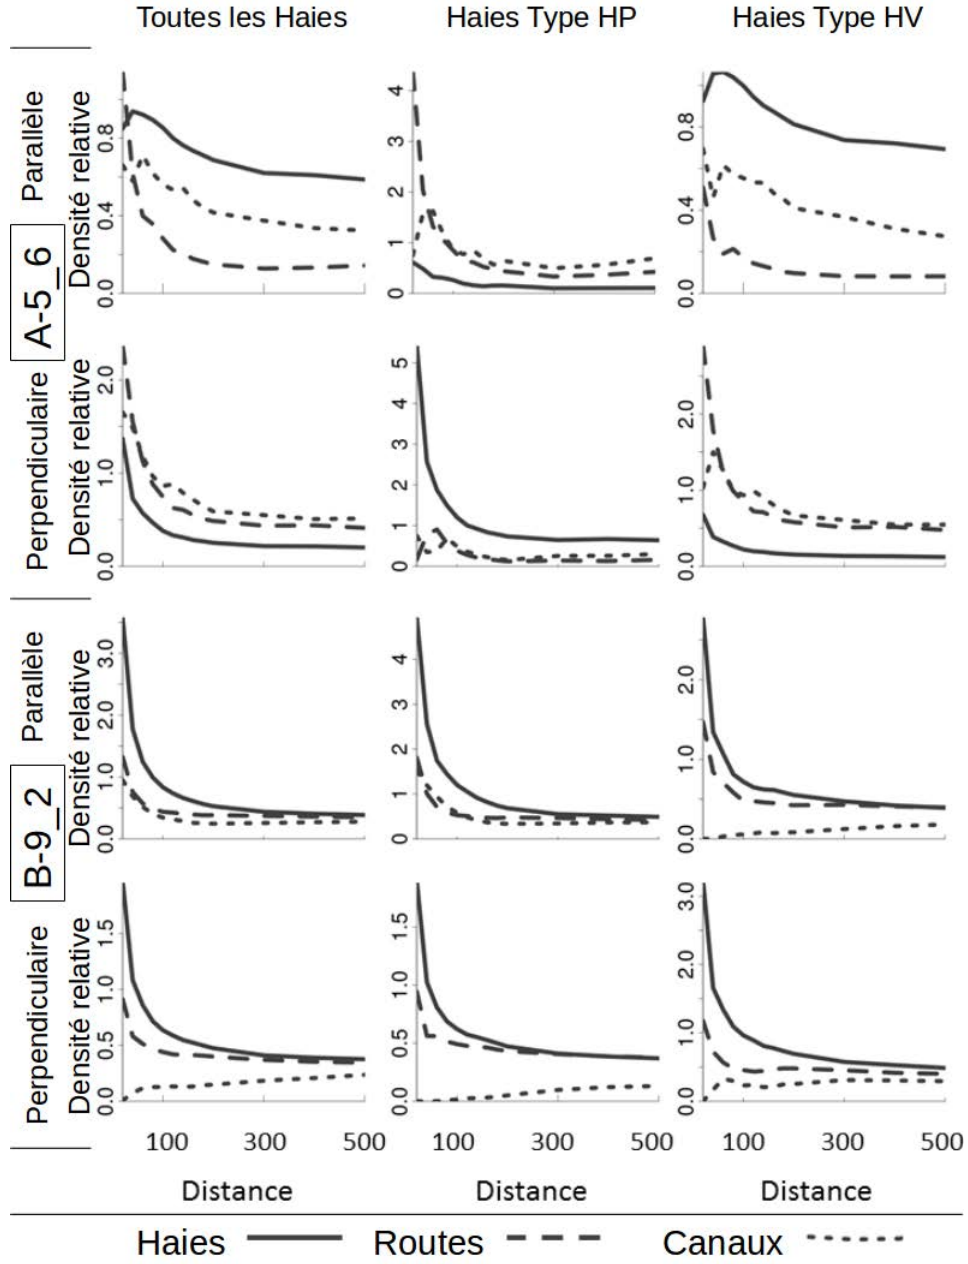 Toutes les Haies Haies Type HP Haies Type HV
A-5_6
Parallèle
Densité relative
0.0 0.4 0.8
0 1 2 3 4
0.0 0.4 0.8
Perpendiculaire
Densité relative
0.0 1.0 2.0
0 1 2 3 4 5
0.0 1.0 2.0
B-9_2
Parallèle
Densité relative
0.0 1.0 2.0 3.0
0 1 2 3 4
0.0 1.0 2.0
Perpendiculaire
Densité relative
0.0 0.5 1.0 1.5
0.0 0.5 1.0 1.5
0.0 1.0 2.0 3.0
100 300 500 100 300 500 100 300 500
Distance Distance Distance
Haies Routes Canaux